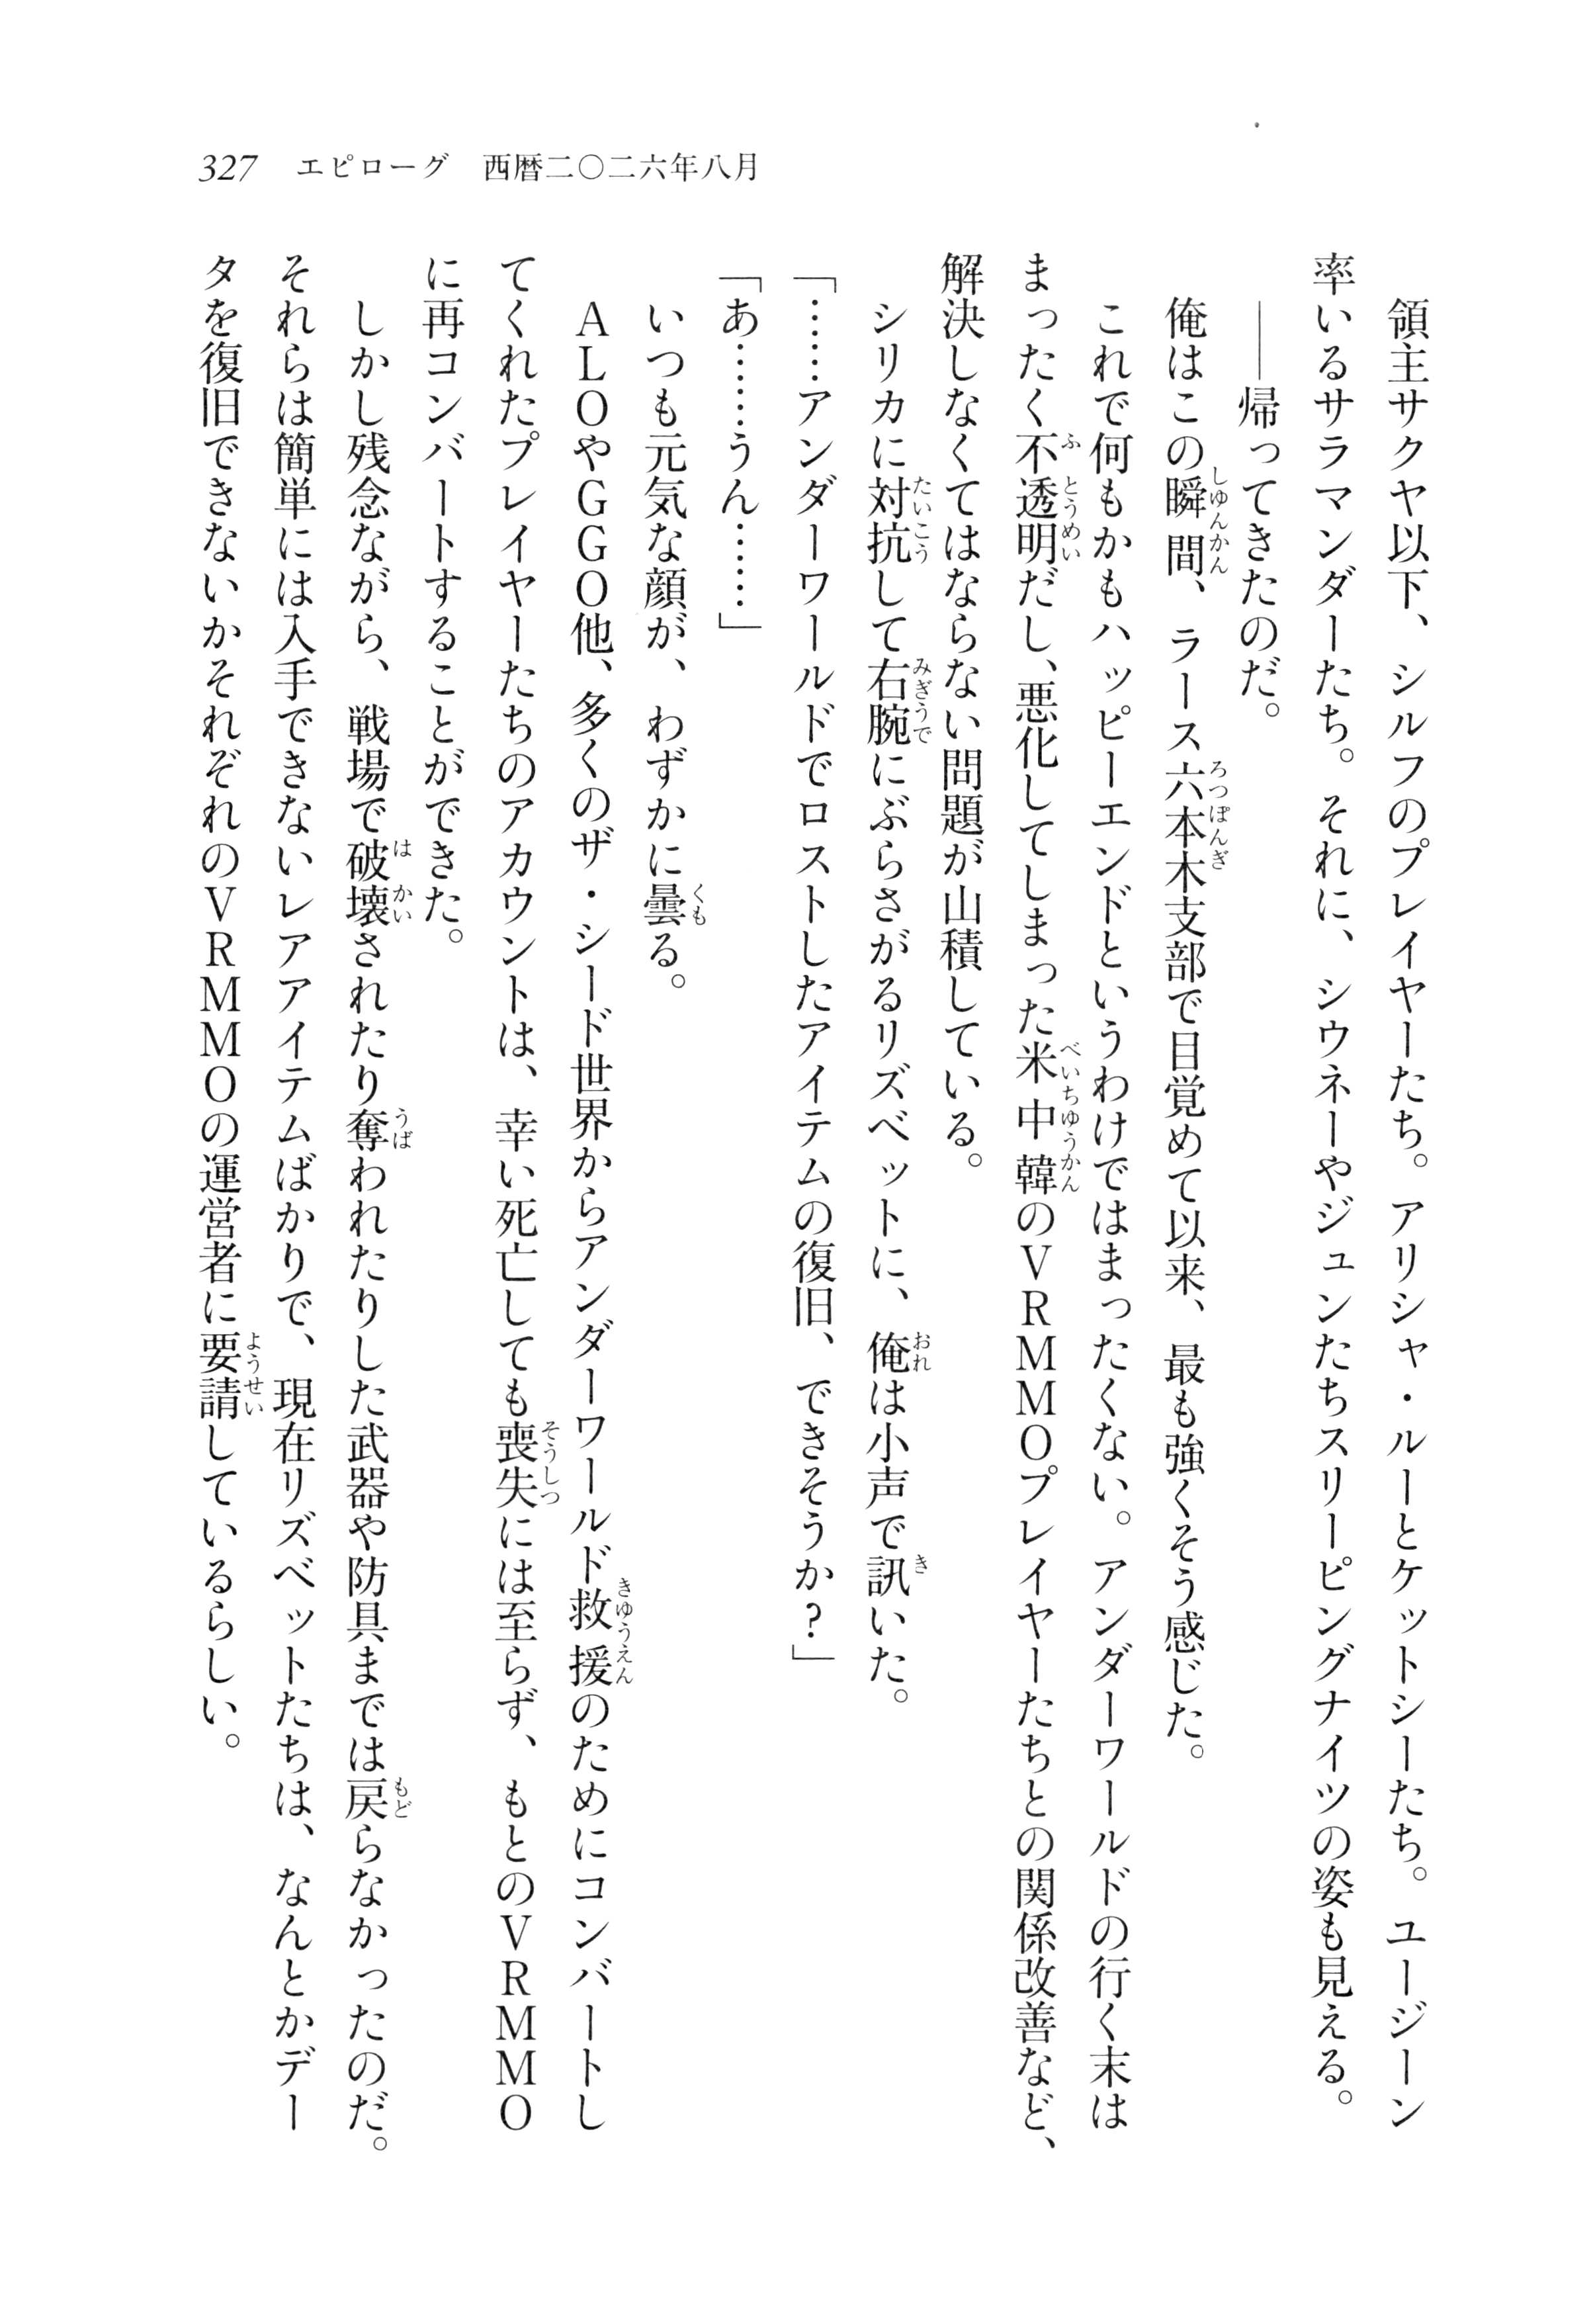 327 エピローグ 西暦二〇二六年八月
領主サクヤ以下、シルフのプレイヤーたち。アリシャ・ルーとケットシーたち。ユージーン
率いるサラマンダーたち。それに、シウネーやジュンたちスリーピングナイツの姿も見える。
――帰ってきたのだ。
俺はこの瞬間、ラース六本木支部で目覚めて以来、最も強くそう感じた。
これで何もかもハッピーエンドというわけではまったくない。アンダーワールドの行く末は
まったく不透明だし、悪化してしまった米中韓のＶＲＭＭＯプレイヤーたちとの関係改善など、
解決しなくてはならない問題が山積している。
シリカに対抗して右腕にぶらさがるリズベットに、俺は小声で訊いた。
「……アンダーワールドでロストしたアイテムの復旧、できそうか？」
「あ………うん………」
いつも元気な顔が、わずかに曇る。
ＡＬＯやＧＧＯ他、多くのザ・シード世界からアンダーワールド救援のためにコンバートし
てくれたプレイヤーたちのアカウントは、幸い死亡しても喪失には至らず、もとのＶＲＭＭＯ
に再コンバートすることができた。
しかし残念ながら、戦場で破壊されたり奪われたりした武器や防具までは戻らなかったのだ。
それらは簡単には入手できないレアアイテムばかりで、現在リズベットたちは、なんとかデー
タを復旧できないかそれぞれのＶＲＭＭＯの運営者に要請しているらしい。